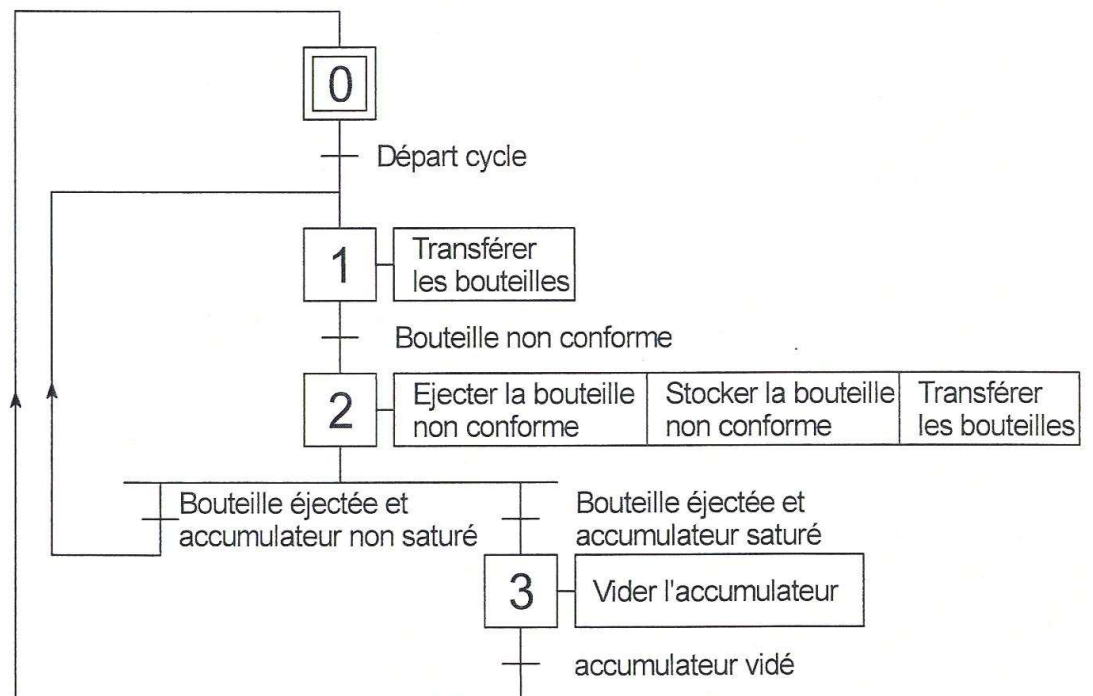 0
Départ cycle
1
Transférer
les bouteilles
Bouteille non conforme
2
Ejecter la bouteille
non conforme
Stocker la bouteille
non conforme
Transférer
les bouteilles
Bouteille éjectée et
accumulateur non saturé
Bouteille éjectée et
accumulateur saturé
3
Vider l'accumulateur
accumulateur vidé